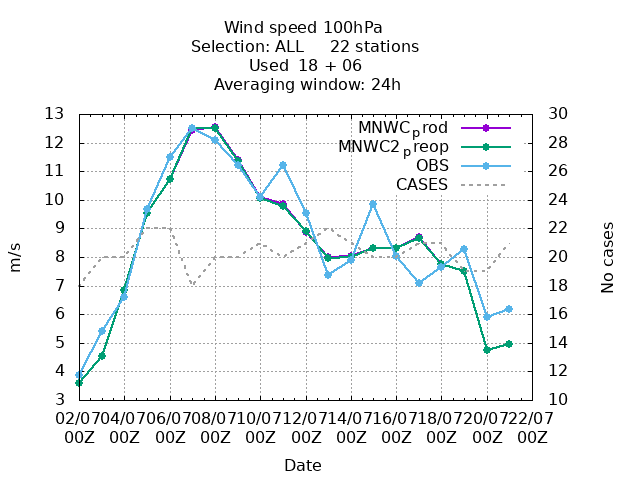 Wind speed 100hPa
Selection: ALL 22 stations
Used 18 + 06
Averaging window: 24h
13 30
12 28
11 26
10 24
9 22
8 20
7 18
6 16
5 14
4 12
3 10
MNWCprod
MNWC2preop
OBS
CASES
m/s
No cases
02/07 04/07 06/07 08/07 10/07 12/07 14/07 16/07 18/07 20/07 22/07
00Z 00Z 00Z 00Z 00Z 00Z 00Z 00Z 00Z 00Z 00Z
Date